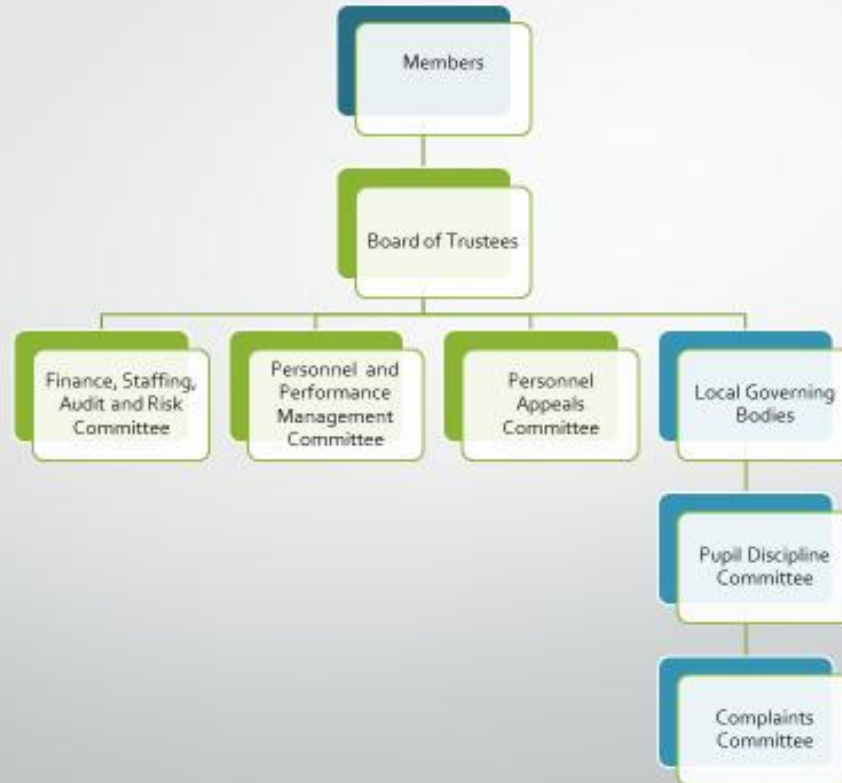 Members
Board of Trustees
Finance, Staffing,
Audit and Risk
Committee
Personnel and
Performance
Management
Committee
Personnel
Appeals
Committee
Local Governing
Bodies
Pupil Discipline
Committee
Complaints
Committee